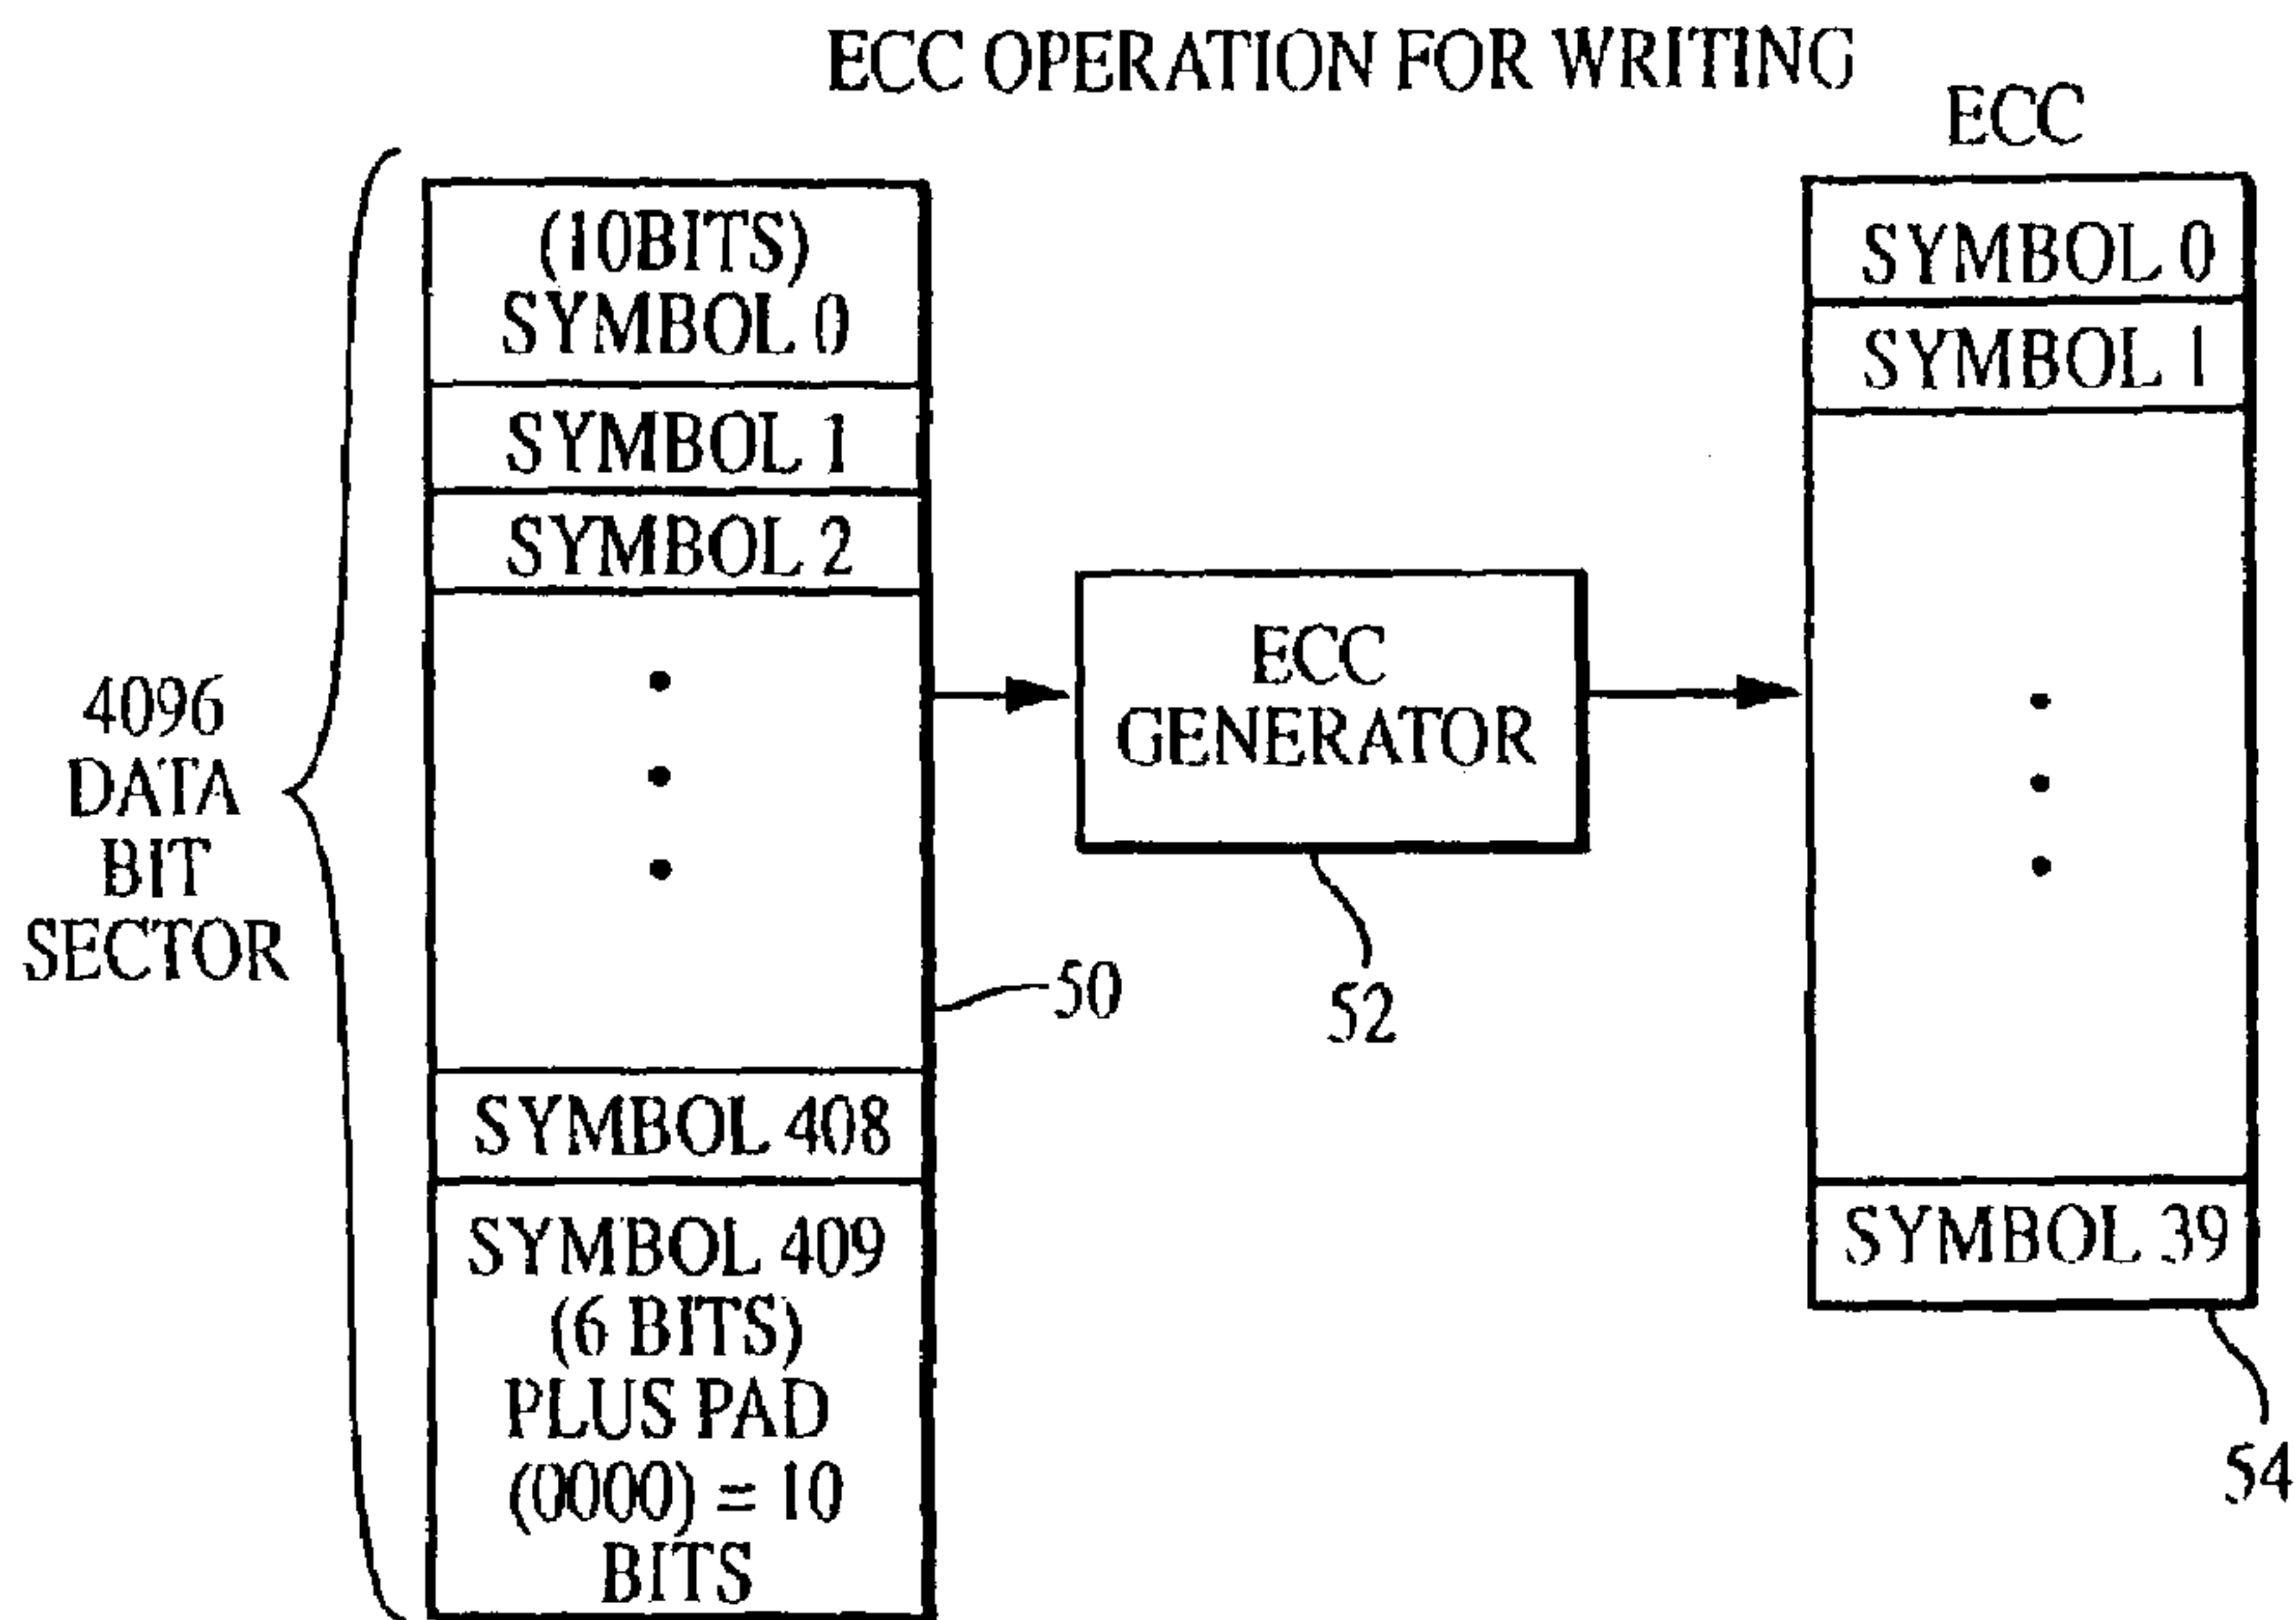 ECC OPERATION FOR WRITING
4096
DATA
BIT
SECTOR
(10BITS)
SYMBOL 0
SYMBOL 1
SYMBOL 2
SYMBOL 408
SYMBOL 409
(6 BITS)
PLUS PAD
(0000) = 10
BITS
50
ECC
GENERATOR
52
ECC
SYMBOL 0
SYMBOL 1
SYMBOL 39
54